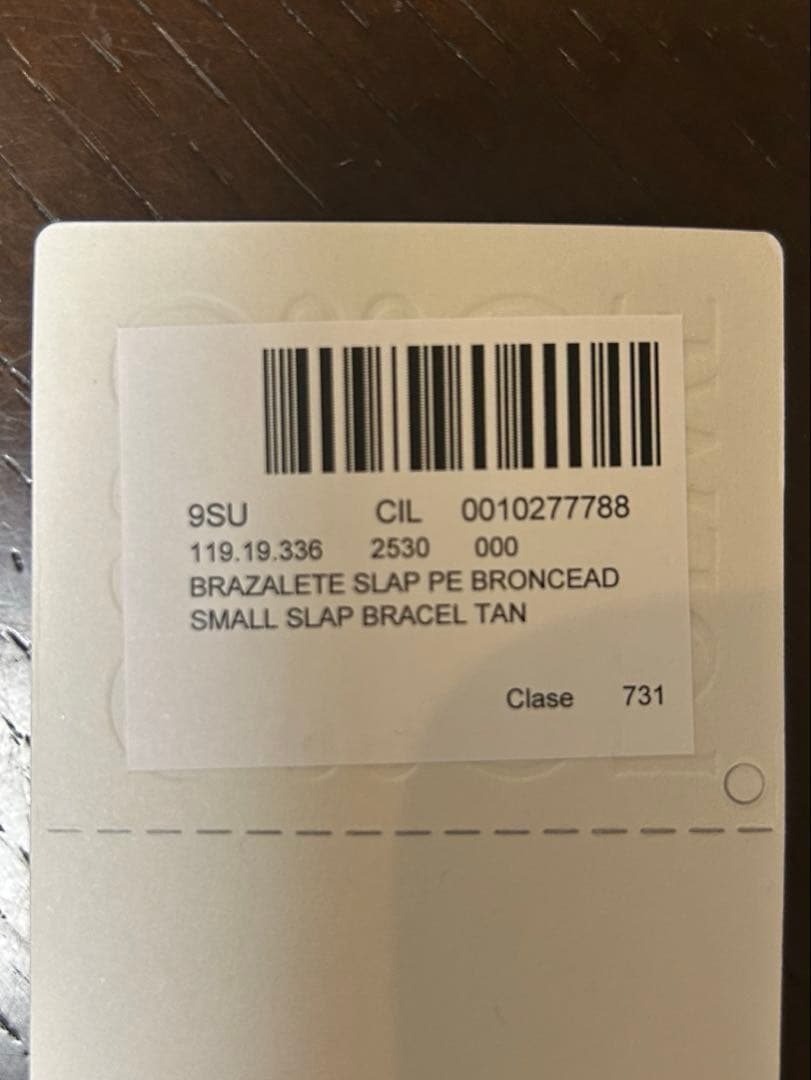 9SU CIL 0010277788
119.19.336 2530 000
BRAZALETE SLAP PE BRONCEAD
SMALL SLAP BRACEL TAN
Clase 731